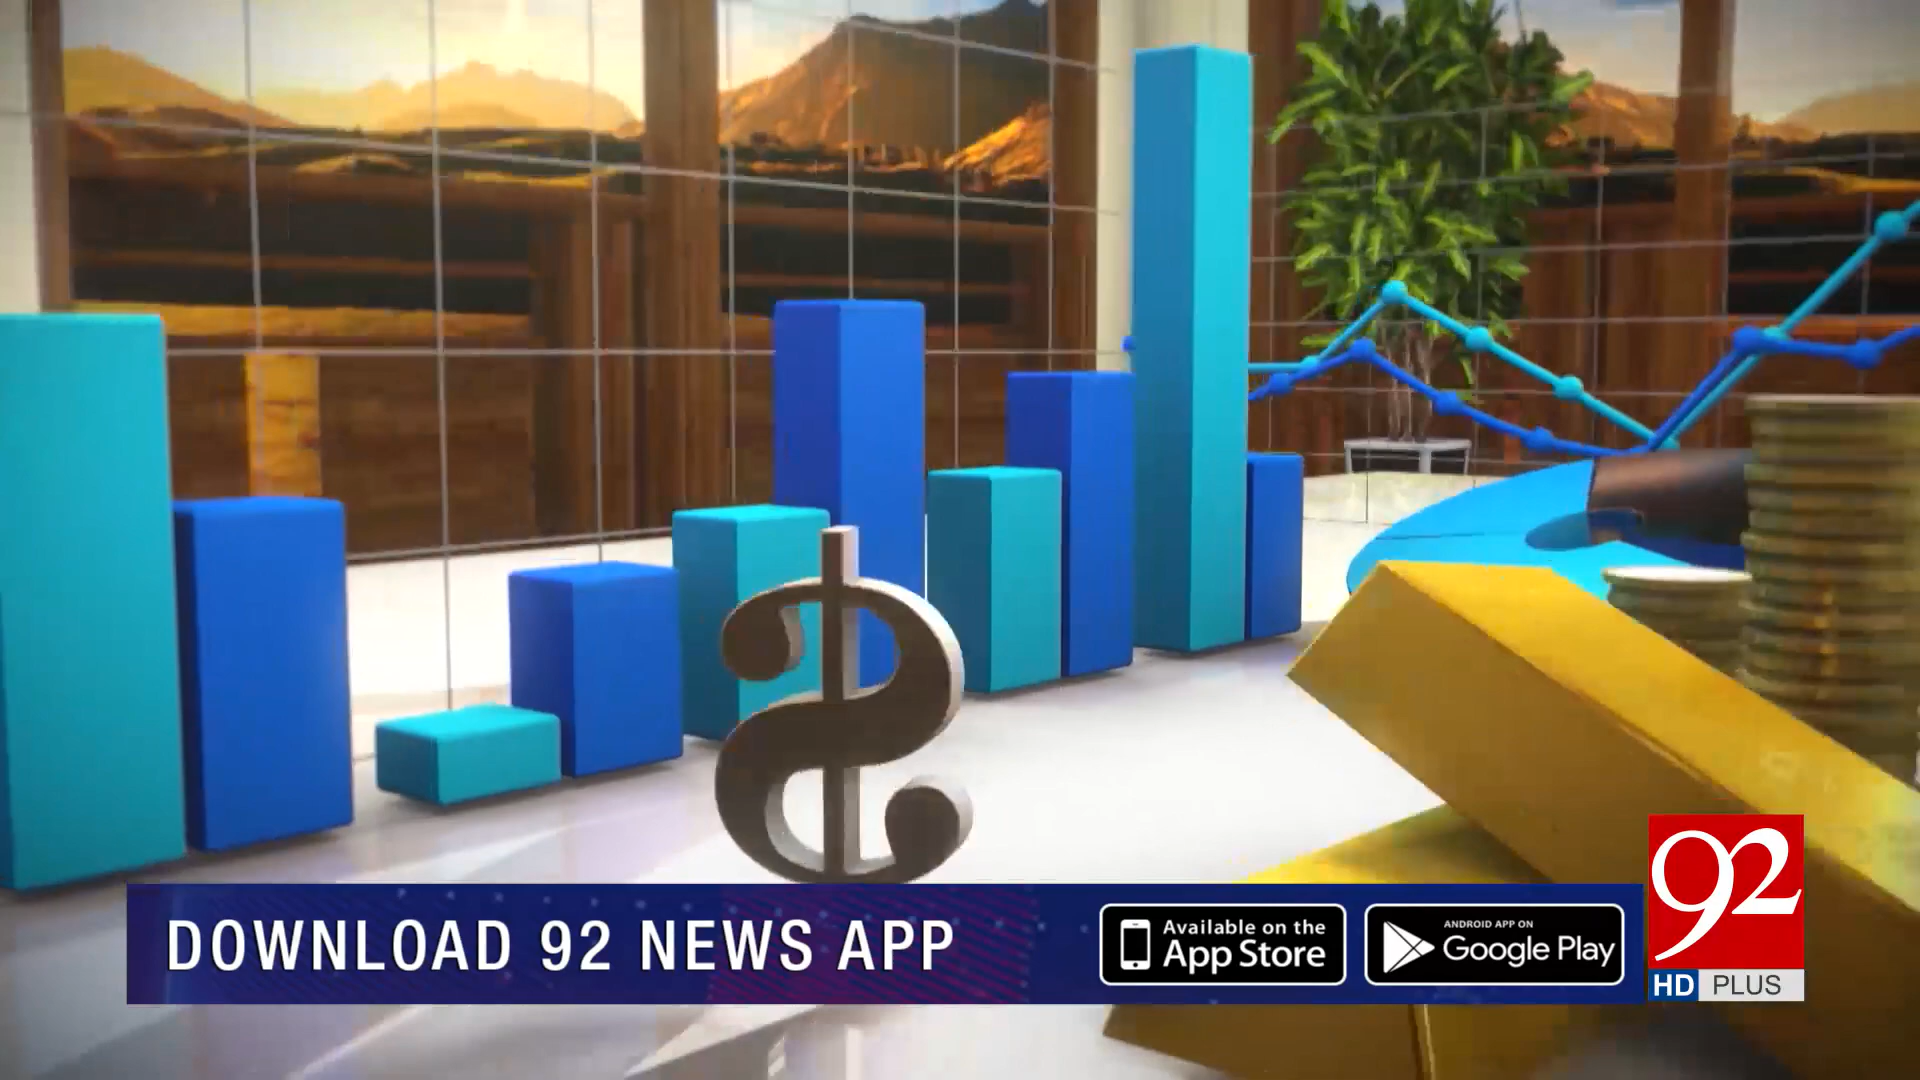 DOWNLOAD 92 NEWS APP
Available on the
App Store
ANDROID APP ON
Google Play
92
HD PLUS